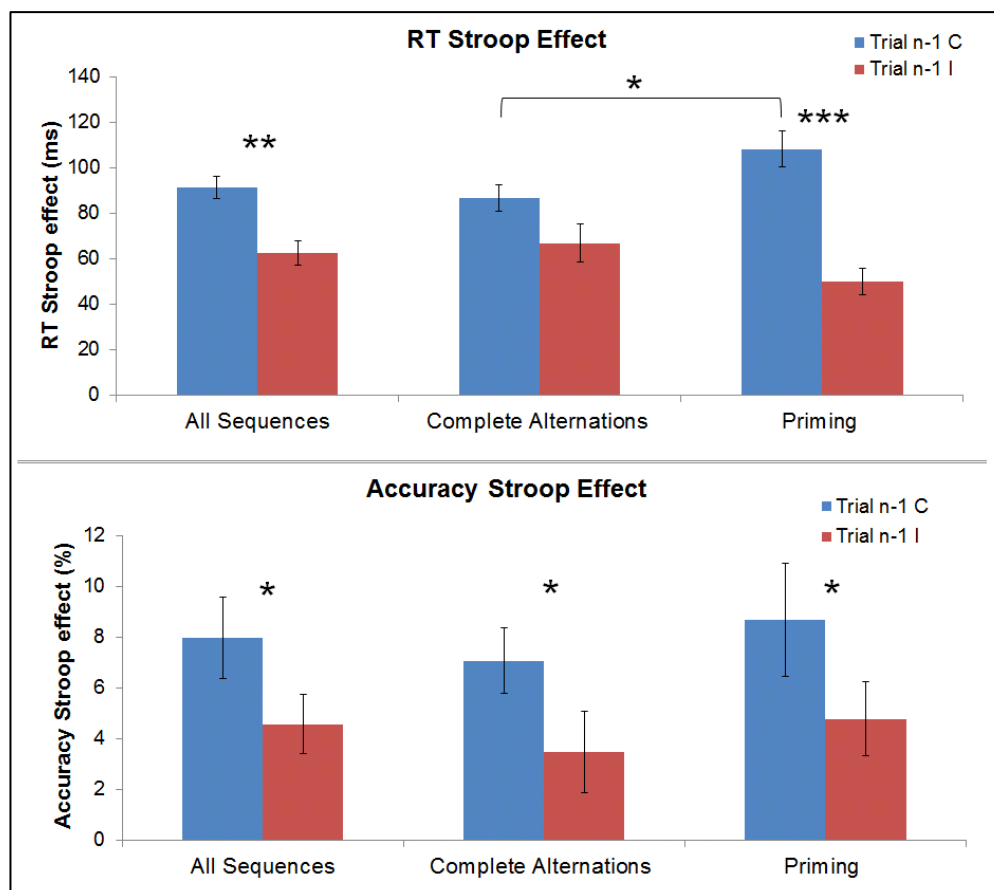 RT Stroop Effect
Trial n-1 C
Trial n-1 I
RT Stroop effect (ms)
140
120
100
80
60
40
20
0
**
*
***
All Sequences Complete Alternations Priming
Accuracy Stroop Effect
Trial n-1 C
Trial n-1 I
Accuracy Stroop effect (%)
12
10
8
6
4
2
0
* * *
All Sequences Complete Alternations Priming